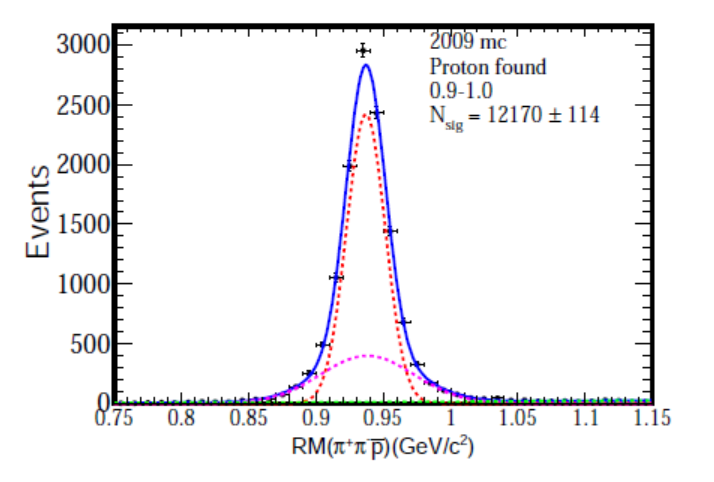 3000
2500
2000
1500
1000
500
0
Events
2009 mc
Proton found
0.9-1.0
N_sig = 12170 ± 114
0.75 0.8 0.85 0.9 0.95 1 1.05 1.1 1.15
RM(π⁺π⁻p̅)(GeV/c²)